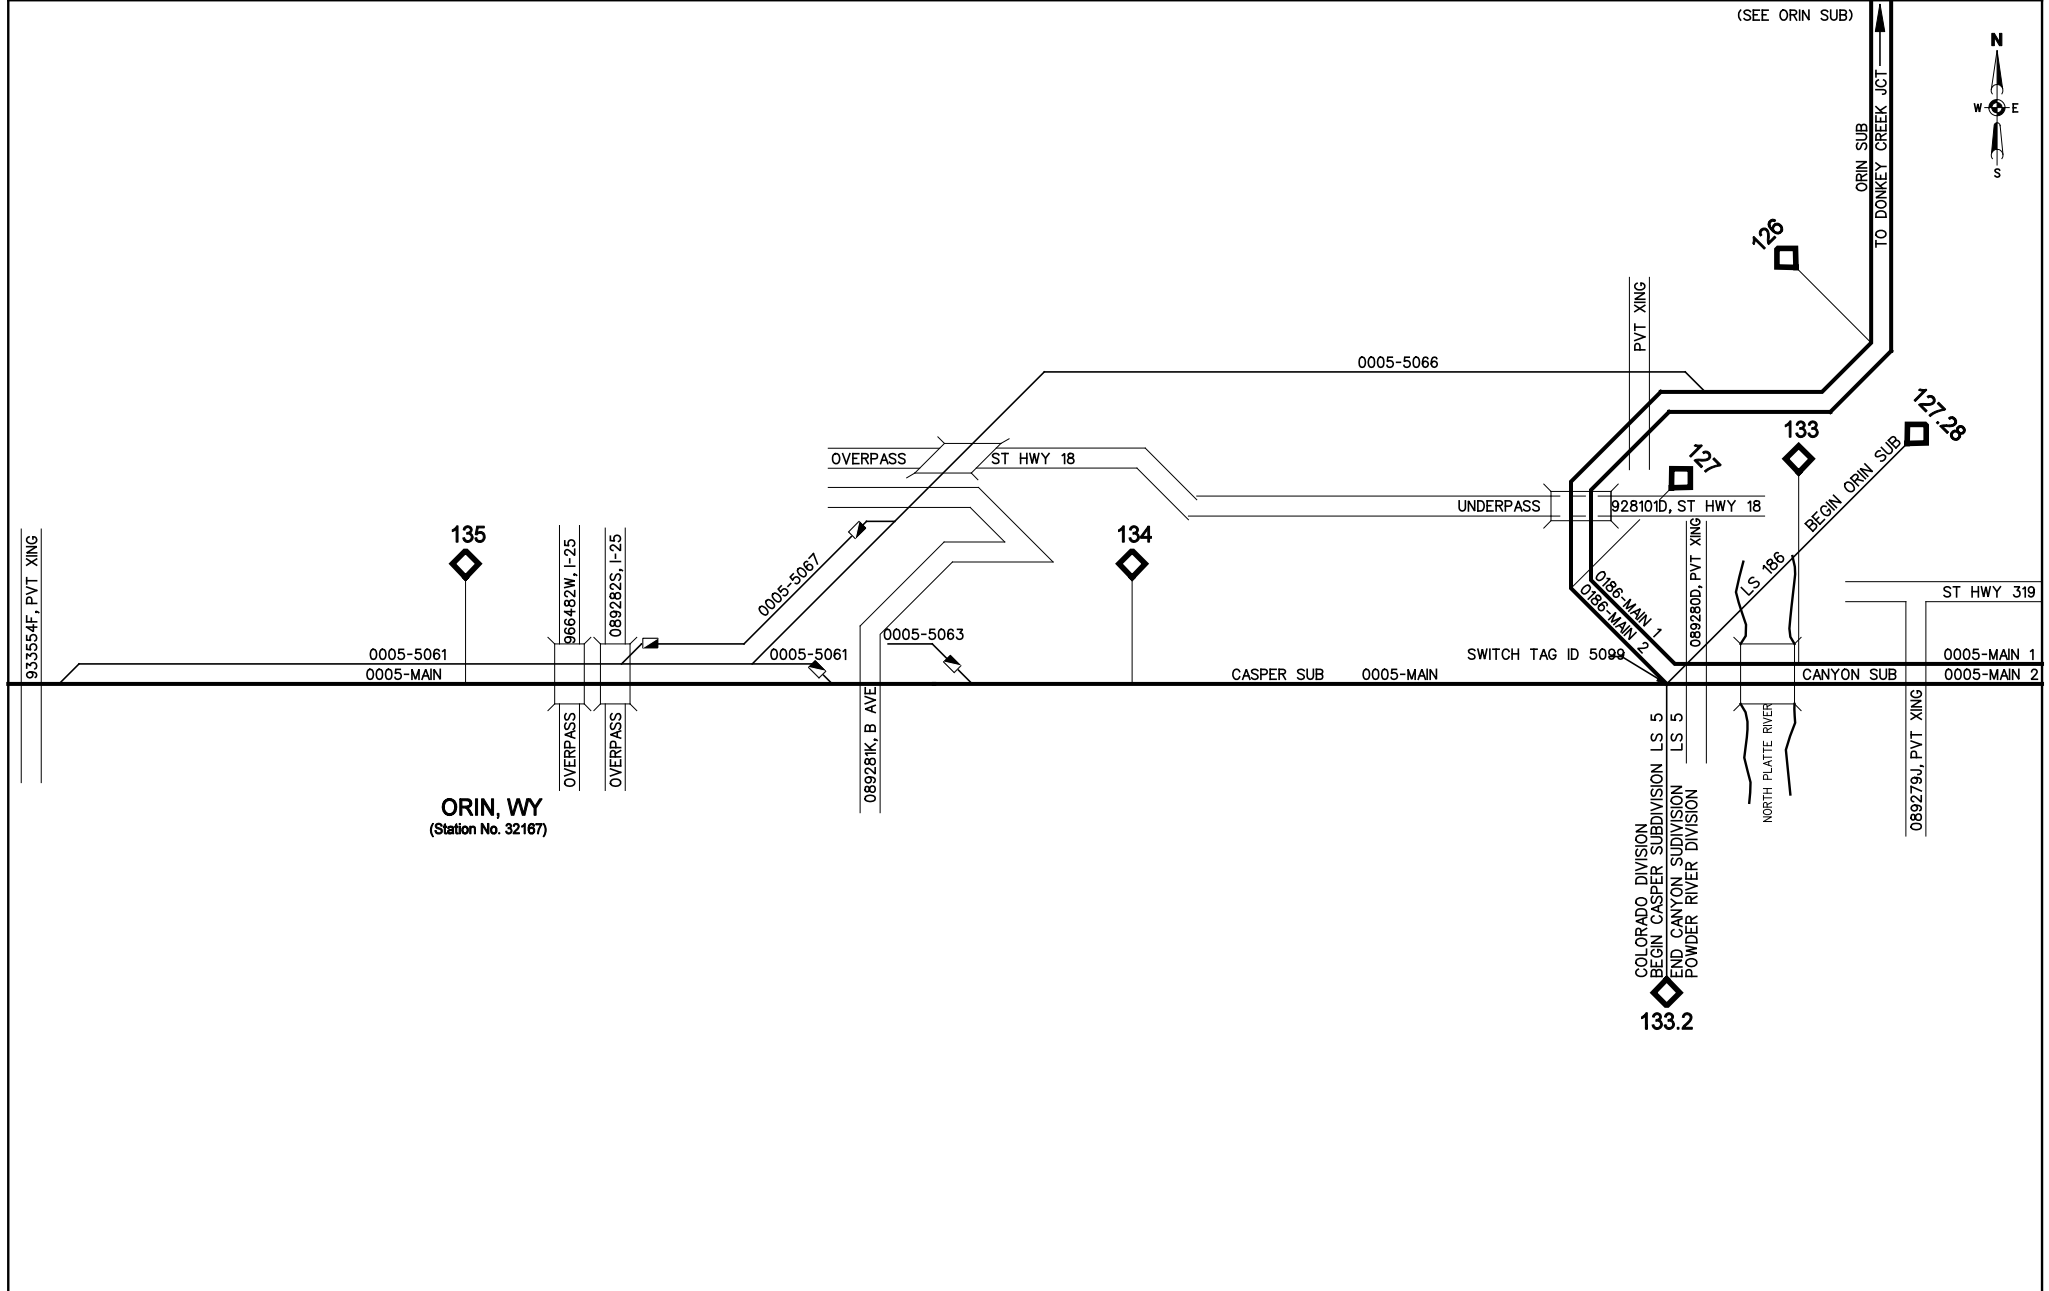 (SEE ORIN SUB)
N
W E
S
ORIN SUB
TO DONKEY CREEK JCT
126
PVT XING
0005-5066
127.28
133
127
BEGIN ORIN SUB
OVERPASS
ST HWY 18
UNDERPASS
928101D, ST HWY 18
135
134
933554F, PVT XING
966482W, I-25
089282S, I-25
0005-5067
089280D, PVT XING
LS 186
ST HWY 319
0186-MAIN 1
0186-MAIN 2
0005-5063
0005-5061
0005-5061
SWITCH TAG ID 5099
0005-MAIN 1
0005-MAIN
CASPER SUB
0005-MAIN
CANYON SUB
0005-MAIN 2
OVERPASS
OVERPASS
089281K, B AVE
NORTH PLATTE RIVER
089279J, PVT XING
ORIN, WY
(Station No. 32167)
COLORADO DIVISION
BEGIN CASPER SUBDIVISION LS 5
END CANYON SUDIVISION LS 5
POWDER RIVER DIVISION
133.2